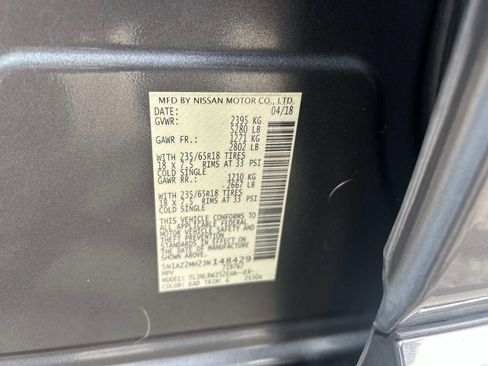 MFD BY NISSAN MOTOR CO., LTD.
DATE: 04/18
GVWR: 2395 KG
5280 LB
GAWR FR.: 1271 KG
2802 LB
WITH 235/65R18 TIRES
18 X 7.5 RIMS AT 33 PSI
COLD SINGLE
GAWR RR.: 1210 KG
2667 LB
WITH 235/65R18 TIRES
18 X 7.5 RIMS AT 33 PSI
COLD SINGLE
THIS VEHICLE CONFORMS TO
ALL APPLICABLE FEDERAL
MOTOR VEHICLE SAFETY AND
THEFT PREVENTION
STANDARDS IN EFFECT ON
THE DATE OF MANUFACTURE
SHOWN ABOVE.
5N1AZ2MH2JN148429
MPV
MODEL:
COLOR: KAD TRIM: G